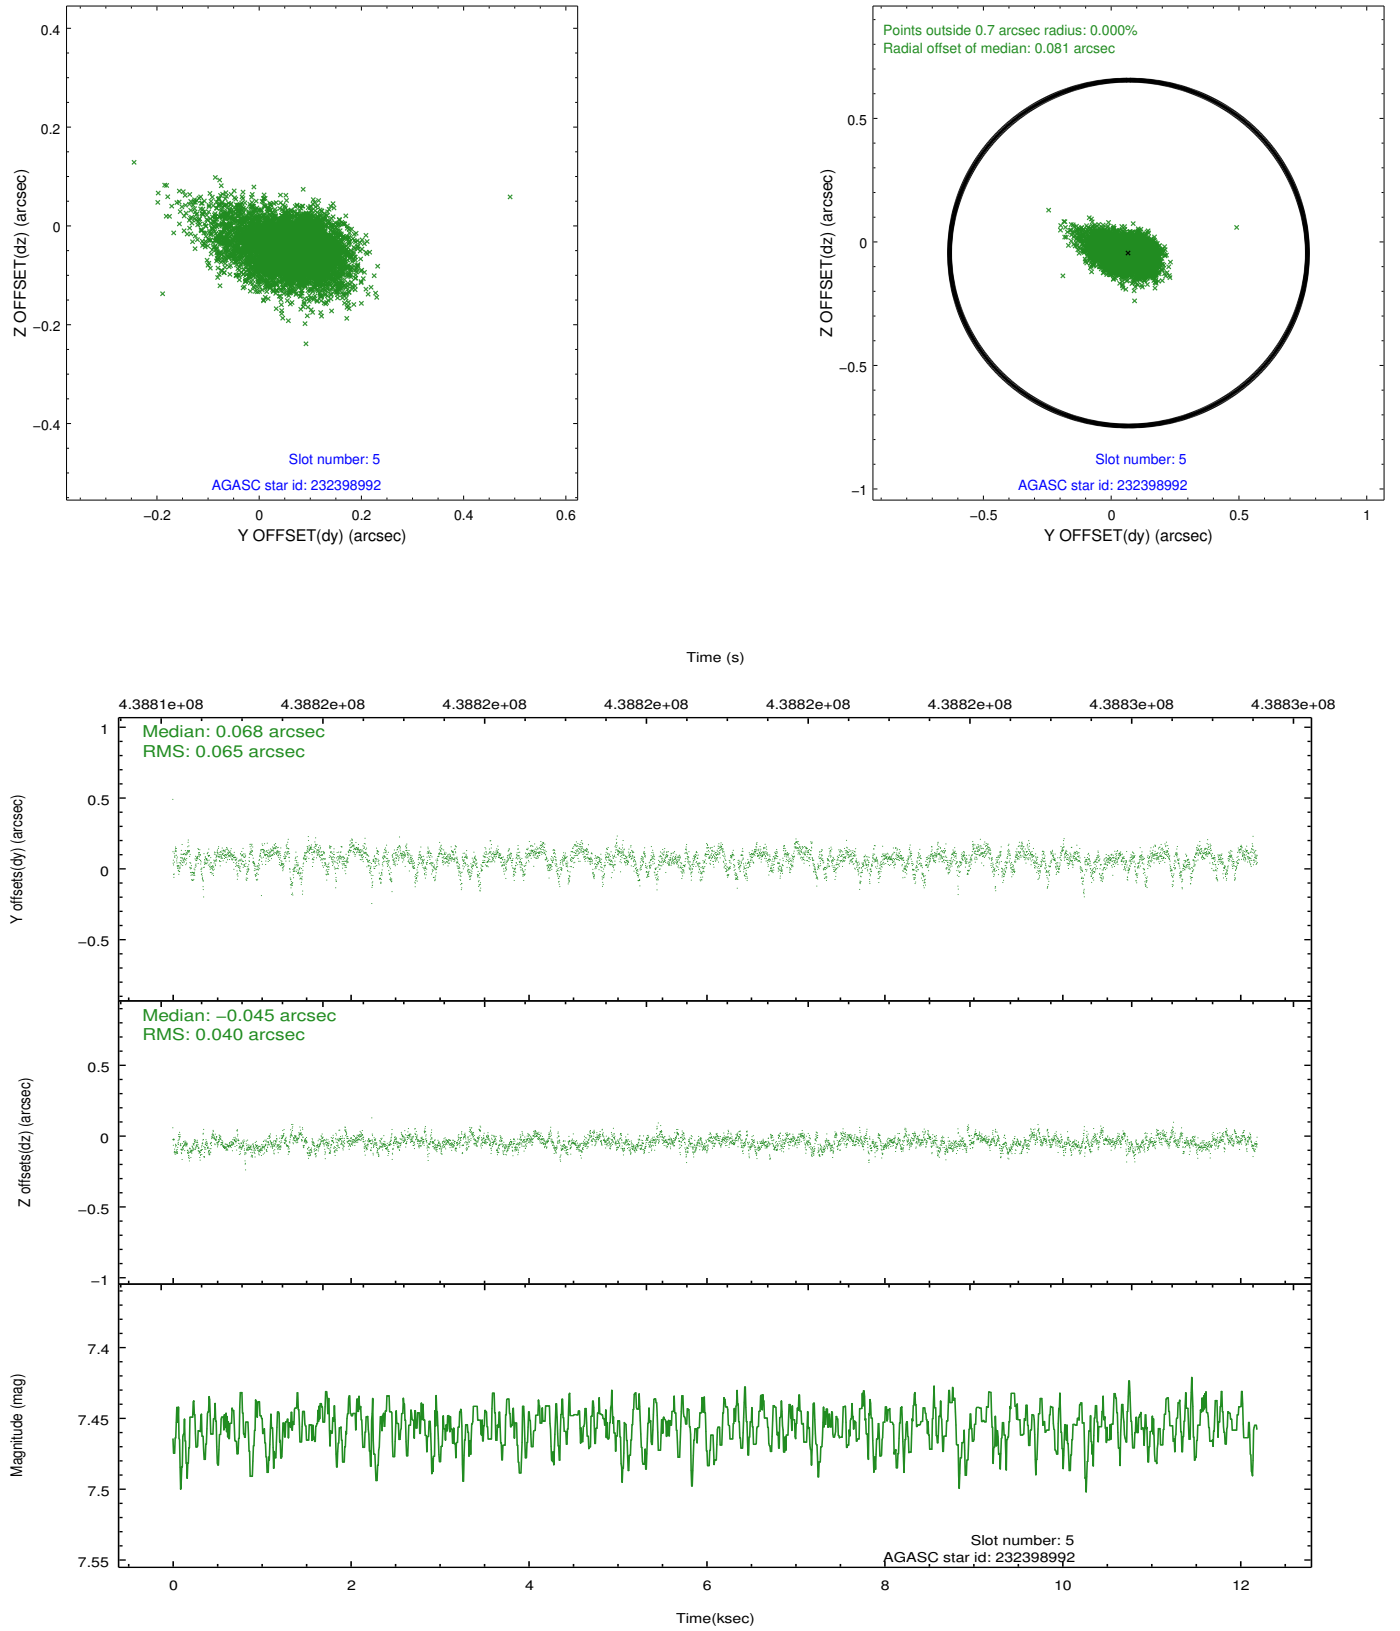 0.4
0.2
0
−0.2
−0.4
Z OFFSET(dz) (arcsec)
Slot number: 5
AGASC star id: 232398992
−0.2
0
0.2
0.4
0.6
Y OFFSET(dy) (arcsec)
Points outside 0.7 arcsec radius: 0.000%
Radial offset of median: 0.081 arcsec
0.5
0
−0.5
−1
Z OFFSET(dz) (arcsec)
Slot number: 5
AGASC star id: 232398992
−0.5
0
0.5
1
Y OFFSET(dy) (arcsec)
Time (s)
4.3881e+08
4.3882e+08
4.3882e+08
4.3882e+08
4.3882e+08
4.3882e+08
4.3883e+08
4.3883e+08
Median: 0.068 arcsec
RMS: 0.065 arcsec
1
0.5
0
−0.5
Y offsets(dy) (arcsec)
Median: −0.045 arcsec
RMS: 0.040 arcsec
0.5
0
−0.5
−1
Z offsets(dz) (arcsec)
7.4
7.45
7.5
7.55
Magnitude (mag)
Slot number: 5
AGASC star id: 232398992
0
2
4
6
8
10
12
Time(ksec)